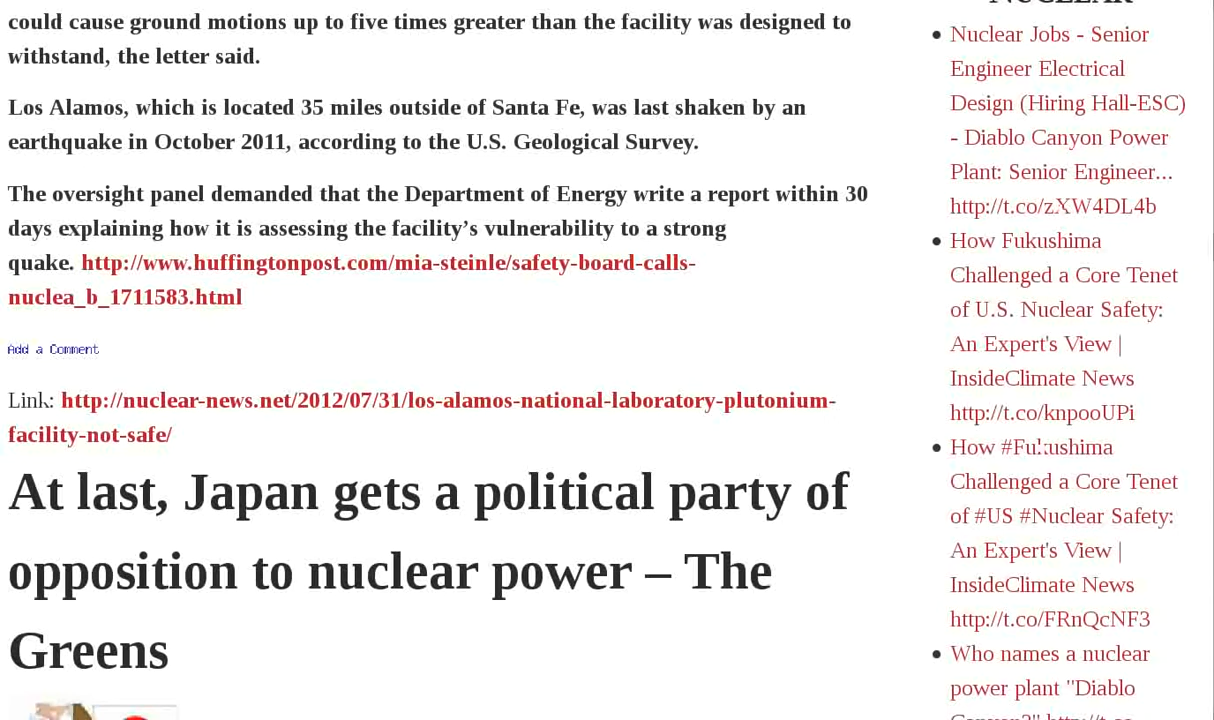 could cause ground motions up to five times greater than the facility was designed to
withstand, the letter said.
Los Alamos, which is located 35 miles outside of Santa Fe, was last shaken by an
earthquake in October 2011, according to the U.S. Geological Survey.
The oversight panel demanded that the Department of Energy write a report within 30
days explaining how it is assessing the facility’s vulnerability to a strong
quake. http://www.huffingtonpost.com/mia-steinle/safety-board-calls-
nuclea_b_1711583.html
Add a Comment
Link: http://nuclear-news.net/2012/07/31/los-alamos-national-laboratory-plutonium-
facility-not-safe/
At last, Japan gets a political party of
opposition to nuclear power – The
Greens
NUCLEAR
Nuclear Jobs - Senior
Engineer Electrical
Design (Hiring Hall-ESC)
- Diablo Canyon Power
Plant: Senior Engineer...
http://t.co/zXW4DL4b
How Fukushima
Challenged a Core Tenet
of U.S. Nuclear Safety:
An Expert's View |
InsideClimate News
http://t.co/knpooUPi
How #Fukushima
Challenged a Core Tenet
of #US #Nuclear Safety:
An Expert's View |
InsideClimate News
http://t.co/FRnQcNF3
Who names a nuclear
power plant "Diablo
Canyon?" http://t.co